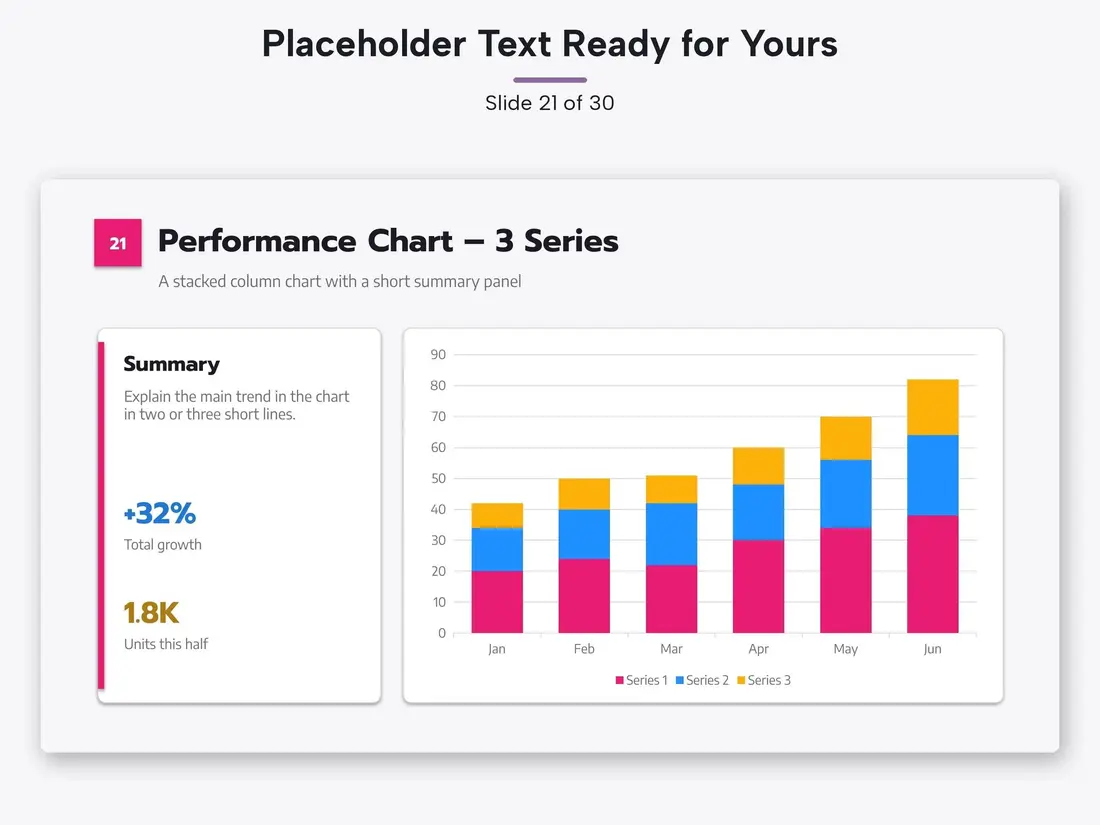 Placeholder Text Ready for Yours
Slide 21 of 30
21
Performance Chart – 3 Series
A stacked column chart with a short summary panel
Summary
Explain the main trend in the chart
in two or three short lines.
+32%
Total growth
1.8K
Units this half
90
80
70
60
50
40
30
20
10
0
Jan Feb Mar Apr May Jun
Series 1 Series 2 Series 3